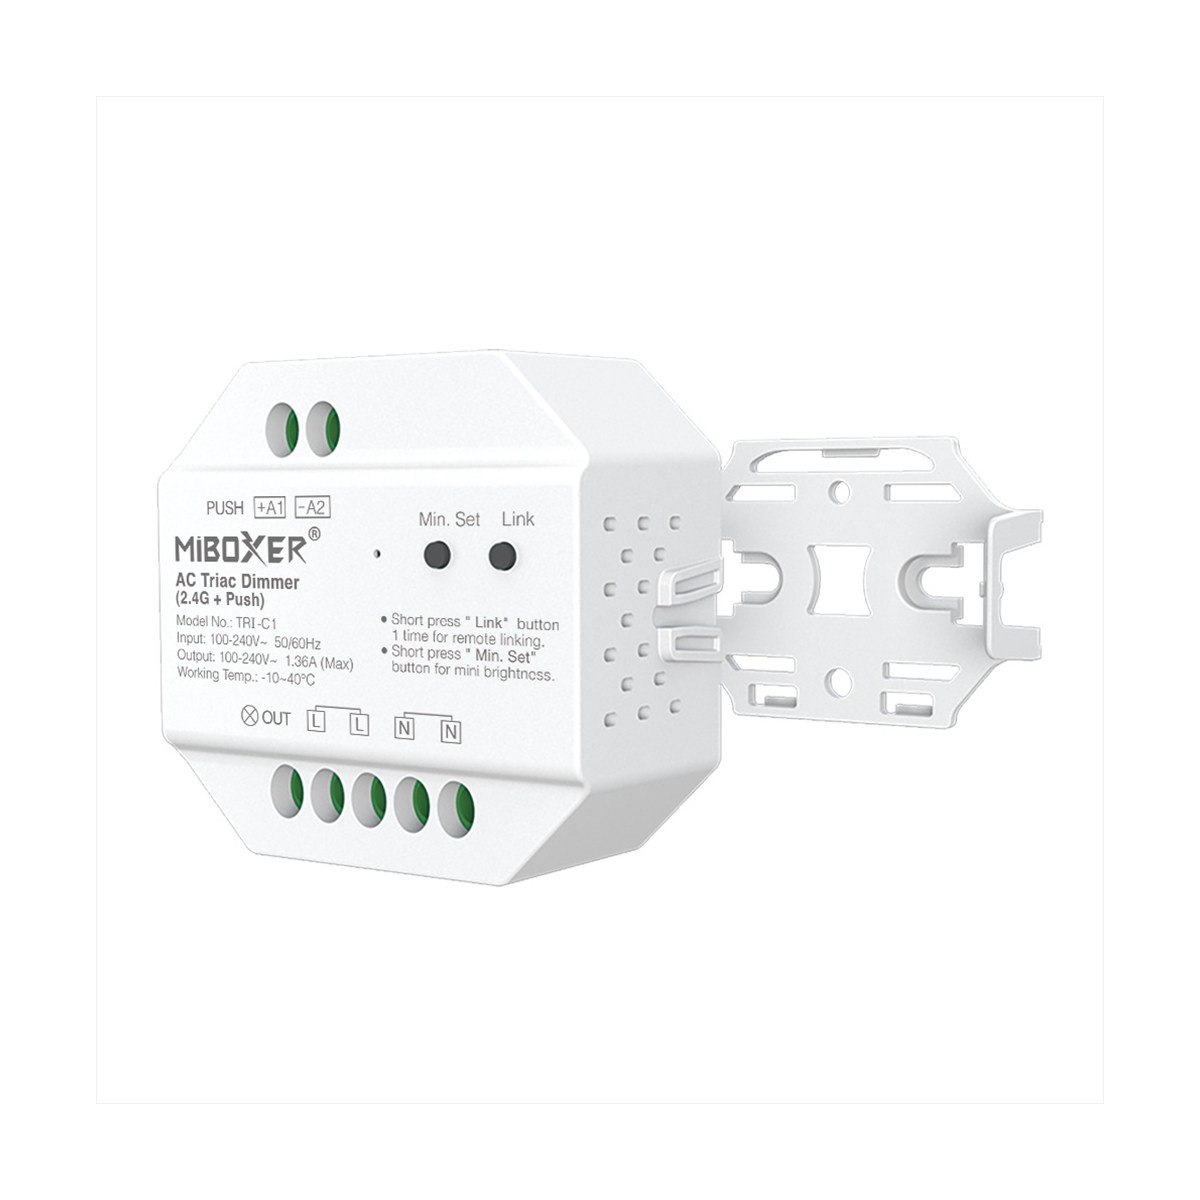 PUSH +A1 -A2
Min. Set Link
MiBOXER®
AC Triac Dimmer
(2.4G + Push)
Model No.: TRI-C1
Input: 100-240V~ 50/60Hz
Output: 100-240V~ 1.36A (Max)
Working Temp.: -10~40°C
• Short press " Link" button
1 time for remote linking.
• Short press " Min. Set"
button for mini brightness.
OUT L L N N